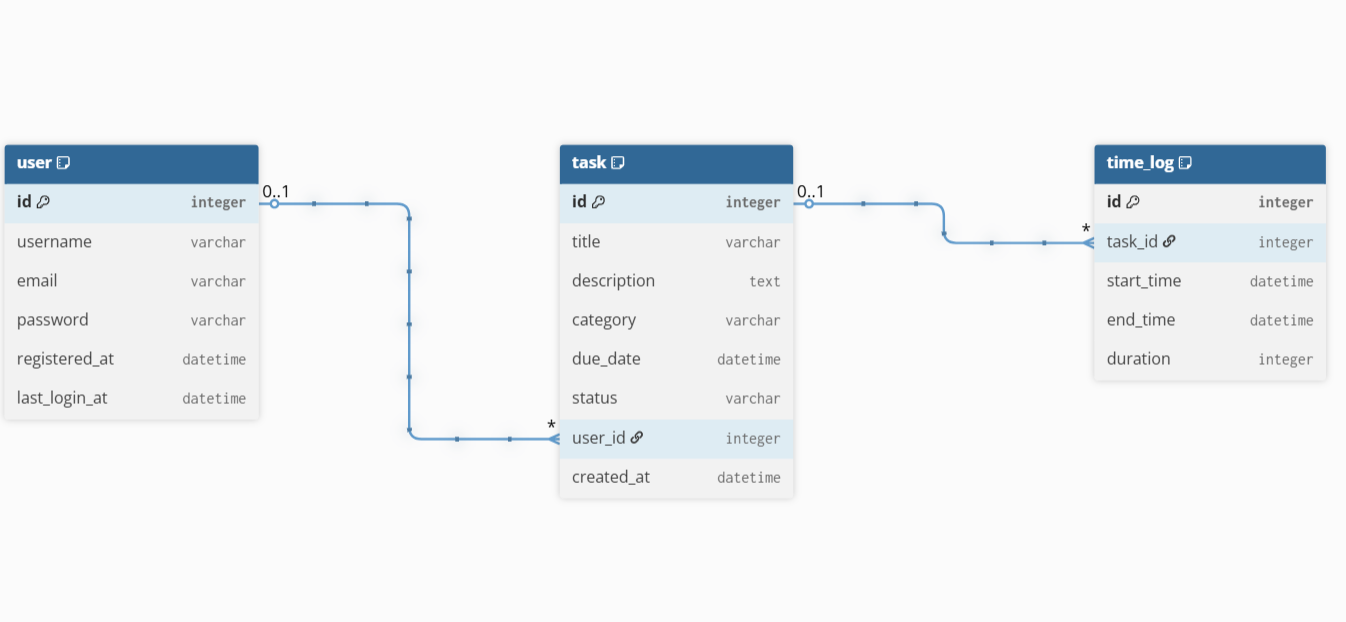 user
id integer
username varchar
email varchar
password varchar
registered_at datetime
last_login_at datetime
0..1
*
task
id integer
title varchar
description text
category varchar
due_date datetime
status varchar
user_id integer
created_at datetime
0..1
*
time_log
id integer
task_id integer
start_time datetime
end_time datetime
duration integer